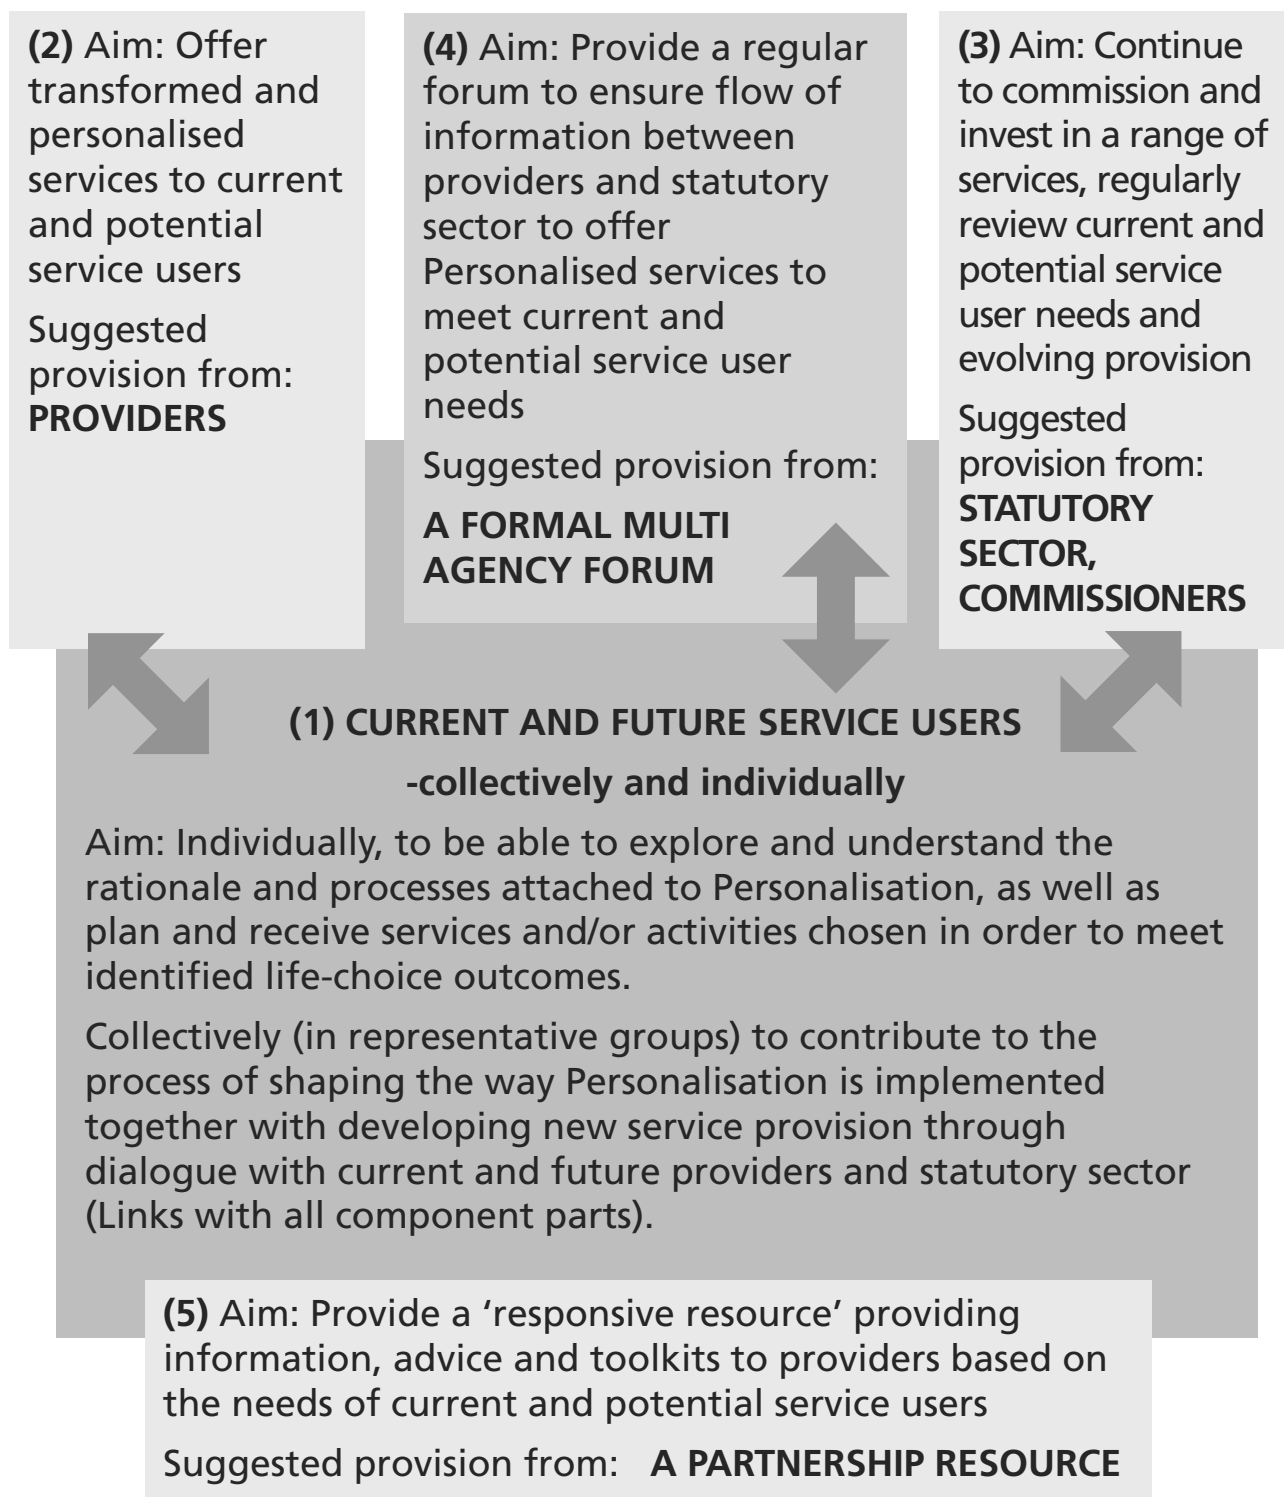 (2) Aim: Offer
transformed and
personalised
services to current
and potential
service users
Suggested
provision from:
PROVIDERS
(4) Aim: Provide a regular
forum to ensure flow of
information between
providers and statutory
sector to offer
Personalised services to
meet current and
potential service user
needs
Suggested provision from:
A FORMAL MULTI
AGENCY FORUM
(3) Aim: Continue
to commission and
invest in a range of
services, regularly
review current and
potential service
user needs and
evolving provision
Suggested
provision from:
STATUTORY
SECTOR,
COMMISSIONERS
(1) CURRENT AND FUTURE SERVICE USERS
-collectively and individually
Aim: Individually, to be able to explore and understand the
rationale and processes attached to Personalisation, as well as
plan and receive services and/or activities chosen in order to meet
identified life-choice outcomes.
Collectively (in representative groups) to contribute to the
process of shaping the way Personalisation is implemented
together with developing new service provision through
dialogue with current and future providers and statutory sector
(Links with all component parts).
(5) Aim: Provide a ‘responsive resource’ providing
information, advice and toolkits to providers based on
the needs of current and potential service users
Suggested provision from: A PARTNERSHIP RESOURCE